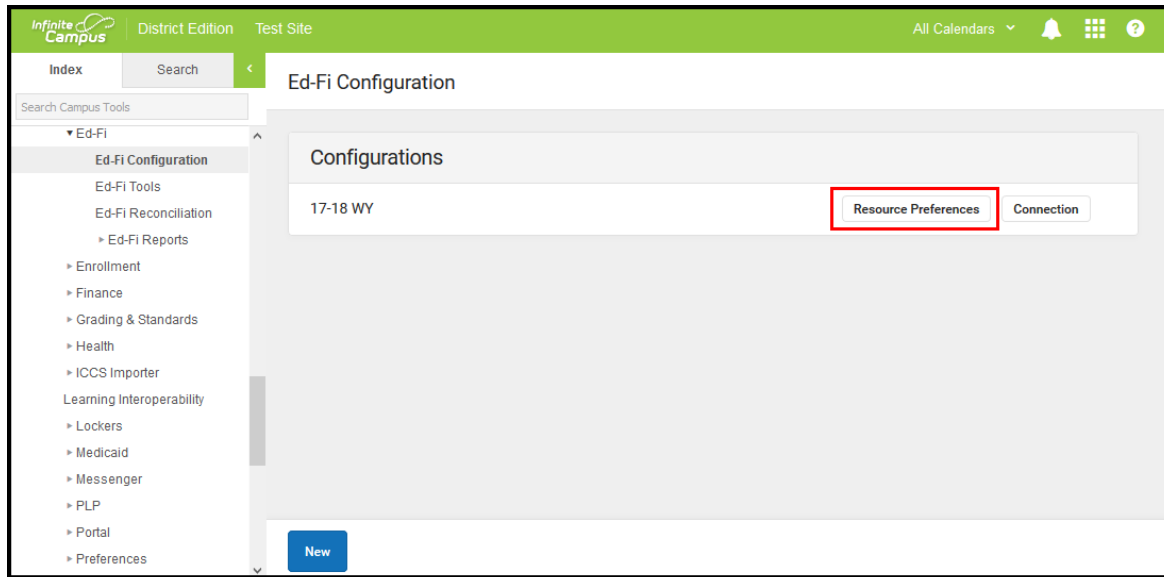 Infinite Campus District Edition Test Site All Calendars ?
Index Search
Search Campus Tools
Ed-Fi
Ed-Fi Configuration
Ed-Fi Tools
Ed-Fi Reconciliation
Ed-Fi Reports
Enrollment
Finance
Grading & Standards
Health
ICCS Importer
Learning Interoperability
Lockers
Medicaid
Messenger
PLP
Portal
Preferences
Ed-Fi Configuration
Configurations
17-18 WY Resource Preferences Connection
New